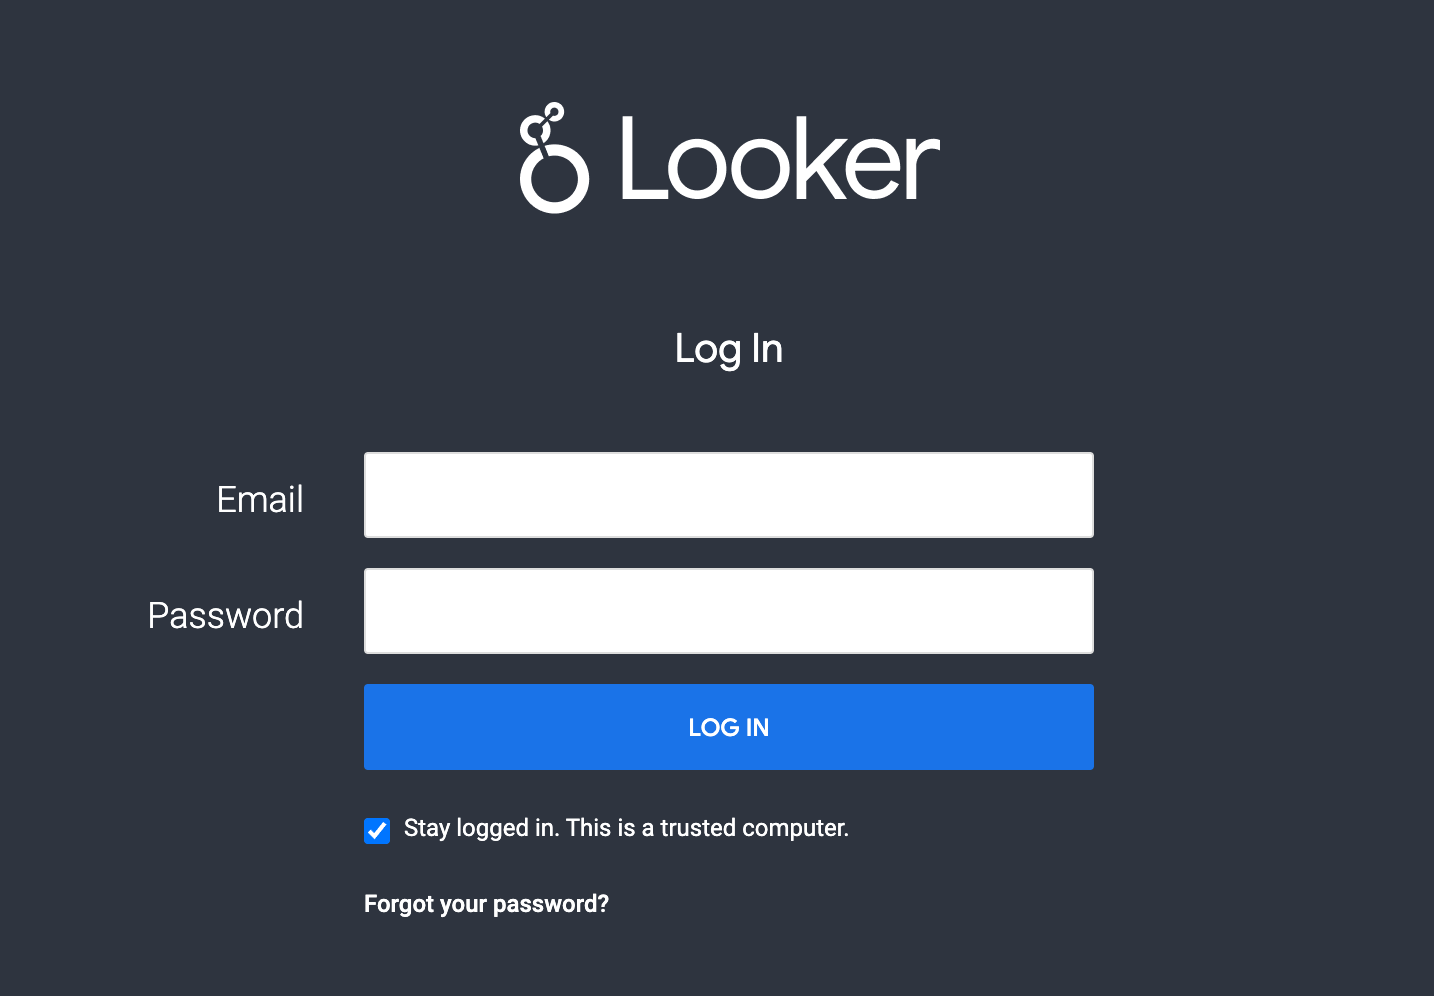 Looker
Log In
Email
Password
LOG IN
Stay logged in. This is a trusted computer.
Forgot your password?